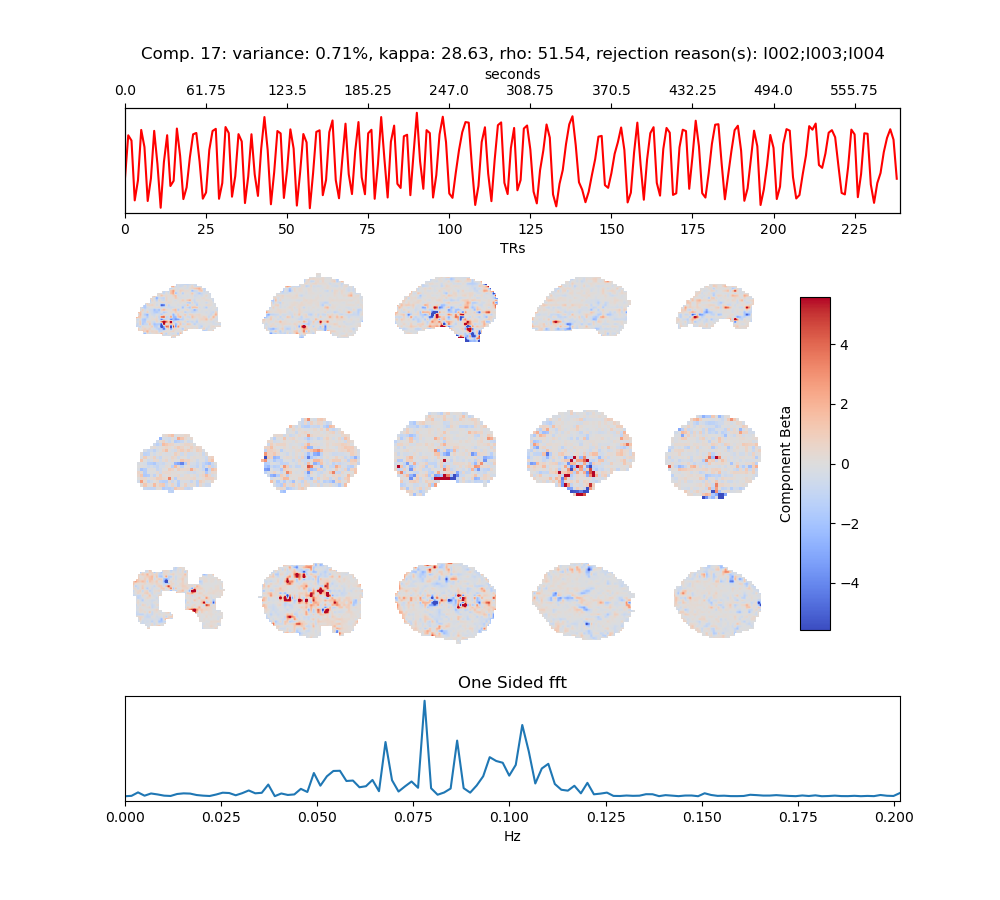 Comp. 17: variance: 0.71%, kappa: 28.63, rho: 51.54, rejection reason(s): I002;I003;I004
seconds
0.0 61.75 123.5 185.25 247.0 308.75 370.5 432.25 494.0 555.75
0 25 50 75 100 125 150 175 200 225
TRs
4
2
0
−2
−4
Component Beta
One Sided fft
0.000 0.025 0.050 0.075 0.100 0.125 0.150 0.175 0.200
Hz